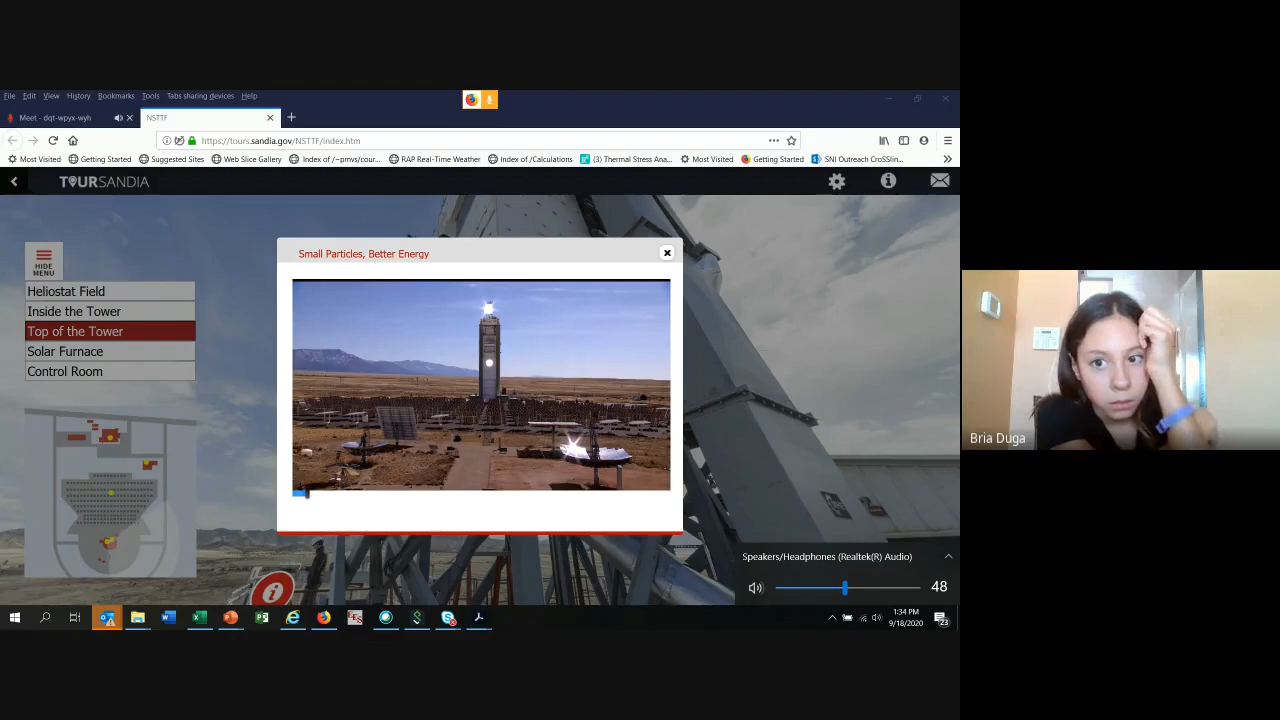 File Edit View History Bookmarks Tools Tabs sharing devices Help
Meet - dqt-wpyx-wyh
NSTTF
https://tours.sandia.gov/NSTTF/index.htm
Most Visited Getting Started Suggested Sites Web Slice Gallery Index of /~pmvs/cour... RAP Real-Time Weather Index of /Calculations (3) Thermal Stress Ana... Most Visited Getting Started SNI Outreach CroSSlin...
TOURSANDIA
HIDE
MENU
Heliostat Field
Inside the Tower
Top of the Tower
Solar Furnace
Control Room
Small Particles, Better Energy
Bria Duga
Speakers/Headphones (Realtek(R) Audio)
48
1:34 PM
9/18/2020
23